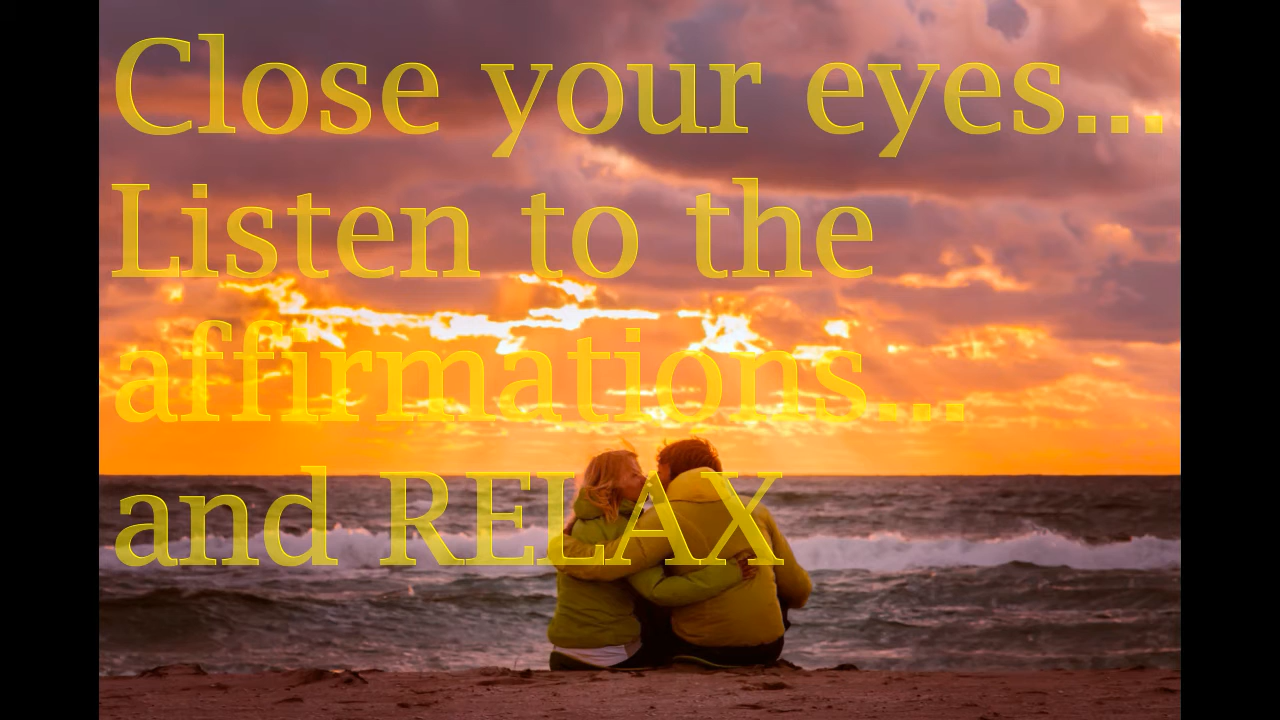 Close your eyes...
Listen to the
affirmations...
and RELAX